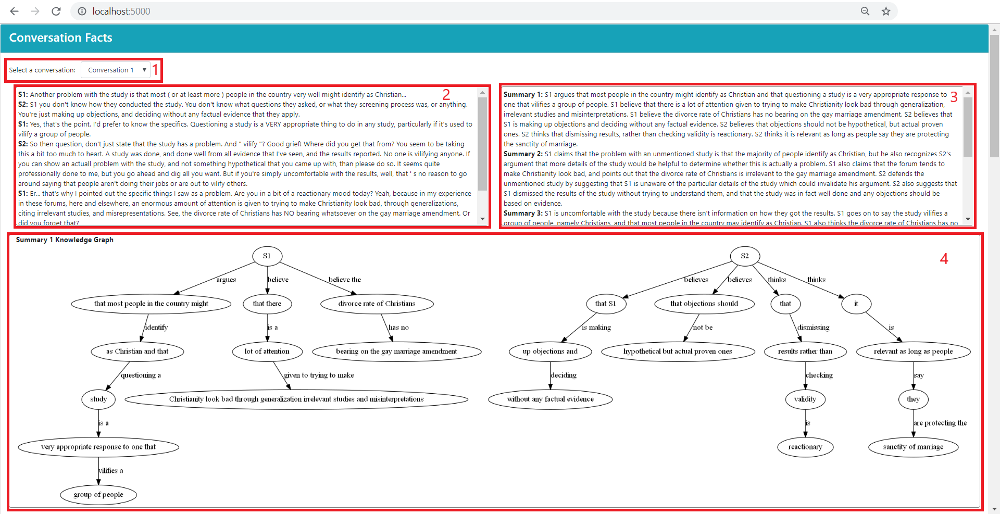 localhost:5000
Conversation Facts
Select a conversation: Conversation 1 ▼ 1
2
S1: Another problem with the study is that most ( or at least more ) people in the country very well might identify as Christian...
S2: S1 you don't know how they conducted the study. You don't know what questions they asked, or what they screening process was, or anything.
You're just making up objections, and deciding without any factual evidence that they apply.
S1: Yes, that's the point. I'd prefer to know the specifics. Questioning a study is a VERY appropriate thing to do in any study, particularly if it's used to
vilify a group of people.
S2: So then question, don't just state that the study has a problem. And " vilify "? Good grief! Where did you get that from? You seem to be taking
this a bit too much to heart. A study was done, and done well from all evidence that I've seen, and the results reported. No one is vilifying anyone. If
you can show an actuall problem with the study, and not something hypothetical that you came up with, than please do so. It seems quite
professionally done to me, but you go ahead and dig all you want. But if you're simply uncomfortable with the results, well, that ' s no reason to go
around saying that people aren't doing their jobs or are out to vilify others.
S1: Er... that's why I pointed out the specific things I saw as a problem. Are you in a bit of a reactionary mood today? Yeah, because in my experience
in these forums, here and elsewhere, an enormous amount of attention is given to trying to make Christianity look bad, through generalizations,
citing irrelevant studies, and misrepresentations. See, the divorce rate of Christians has NO bearing whatsoever on the gay marriage amendment. Or
did you forget that?
3
Summary 1: S1 argues that most people in the country might identify as Christian and that questioning a study is a very appropriate response to
one that vilifies a group of people. S1 believe that there is a lot of attention given to trying to make Christianity look bad through generalization,
irrelevant studies and misinterpretations. S1 believe the divorce rate of Christians has no bearing on the gay marriage amendment. S2 believes that
S1 is making up objections and deciding without any factual evidence. S2 believes that objections should not be hypothetical, but actual proven
ones. S2 thinks that dismissing results, rather than checking validity is reactionary. S2 thinks it is relevant as long as people say they are protecting
the sanctity of marriage.
Summary 2: S1 claims that the problem with an unmentioned study is that the majority of people identify as Christian, but he also recognizes S2's
argument that more details of the study would be helpful to determine whether this is actually a problem. S1 also claims that the forum tends to
make Christianity look bad, and points out that the divorce rate of Christians is irrelevant to the gay marriage amendment. S2 defends the
unmentioned study by suggesting that S1 is unaware of the particular details of the study which could invalidate his argument. S2 also suggests that
S1 dismissed the results of the study without trying to understand them, and that the study was in fact well done and any objections should be
based on evidence.
Summary 3: S1 is uncomfortable with the study because there isn't information on how they got the results. S1 goes on to say the study vilifies a
group of people, namely Christians, and that most people in the country may identify as Christian. S1 also thinks the divorce rate of Christians has no
Summary 1 Knowledge Graph
4
S1 S2
argues believe believe the believes believes thinks thinks
that most people in the country might that there divorce rate of Christians that S1 that objections should that it
identify is a has no is making not be dismissing is
as Christian and that lot of attention bearing on the gay marriage amendment up objections and hypothetical but actual proven ones results rather than relevant as long as people
questioning a given to trying to make deciding checking say
study Christianity look bad through generalization irrelevant studies and misinterpretations without any factual evidence validity they
is a is are protecting the
very appropriate response to one that reactionary sanctity of marriage
vilifies a
group of people